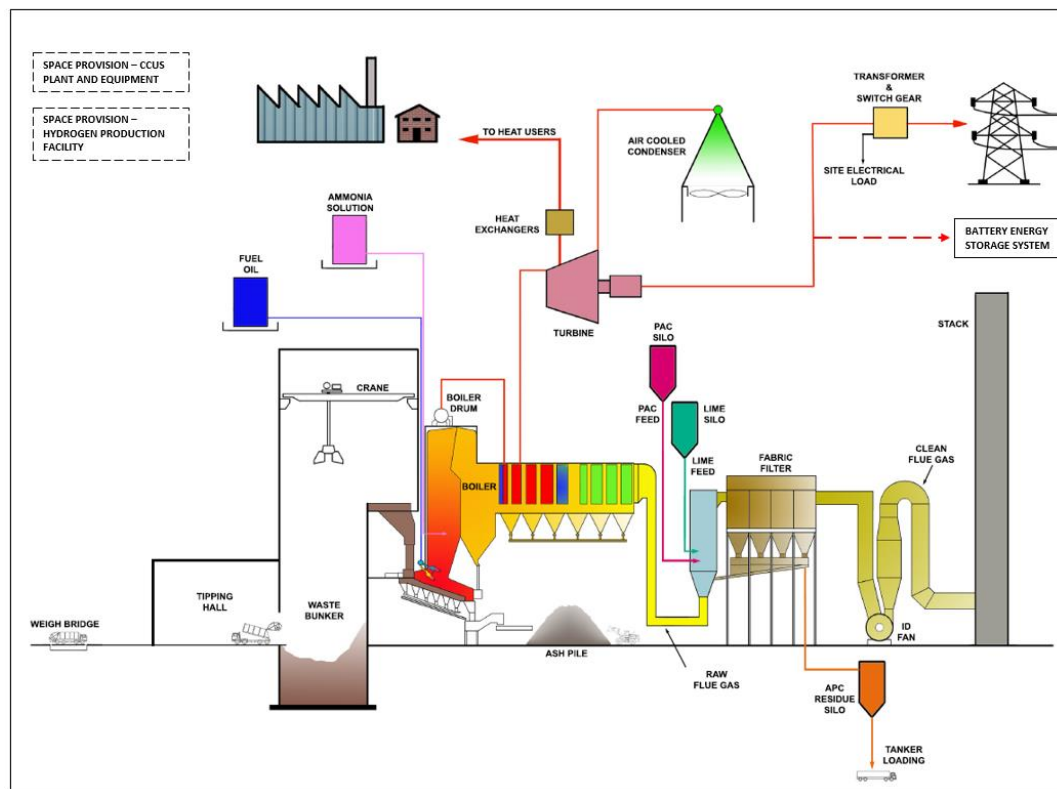 SPACE PROVISION – CCUS
PLANT AND EQUIPMENT
SPACE PROVISION –
HYDROGEN PRODUCTION
FACILITY
TO HEAT USERS
AIR COOLED
CONDENSER
TRANSFORMER
&
SWITCH GEAR
SITE ELECTRICAL
LOAD
AMMONIA
SOLUTION
HEAT
EXCHANGERS
BATTERY ENERGY
STORAGE SYSTEM
FUEL
OIL
TURBINE
STACK
PAC
SILO
CRANE
BOILER
DRUM
PAC
FEED
LIME
SILO
LIME
FEED
FABRIC
FILTER
CLEAN
FLUE GAS
BOILER
TIPPING
HALL
WASTE
BUNKER
WEIGH BRIDGE
ASH PILE
RAW
FLUE GAS
ID
FAN
APC
RESIDUE
SILO
TANKER
LOADING